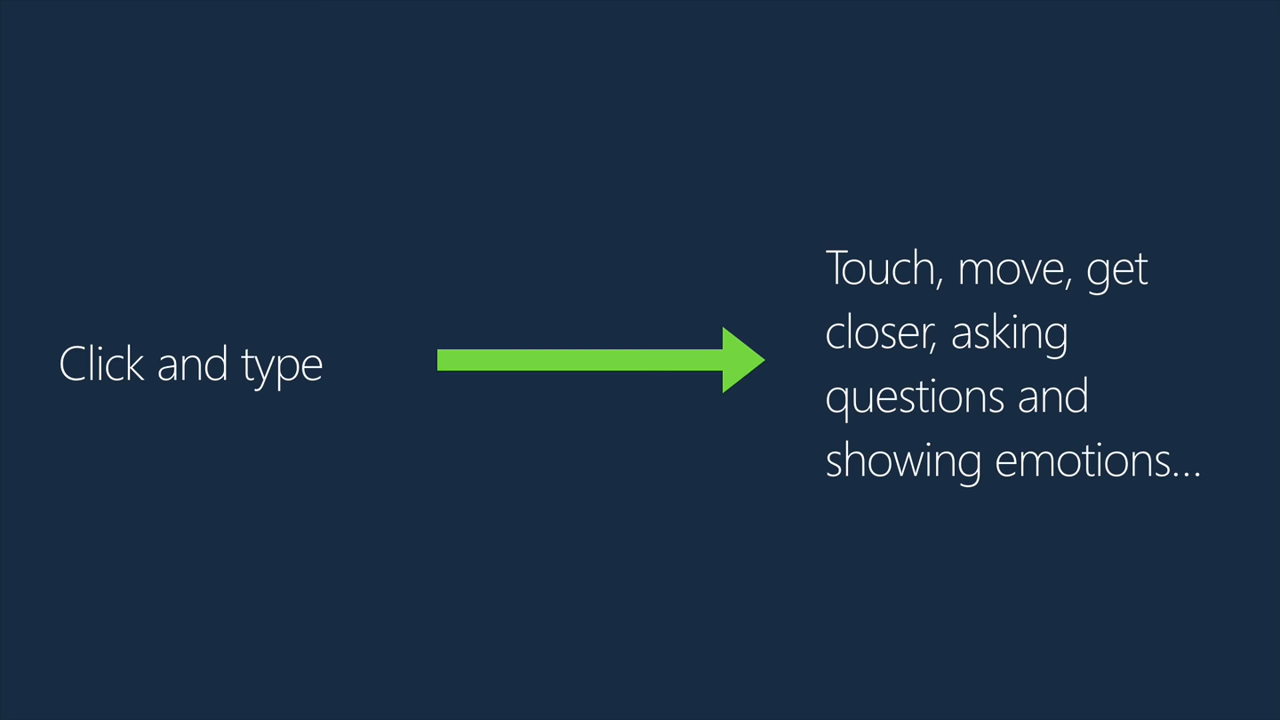 Click and type
Touch, move, get
closer, asking
questions and
showing emotions...